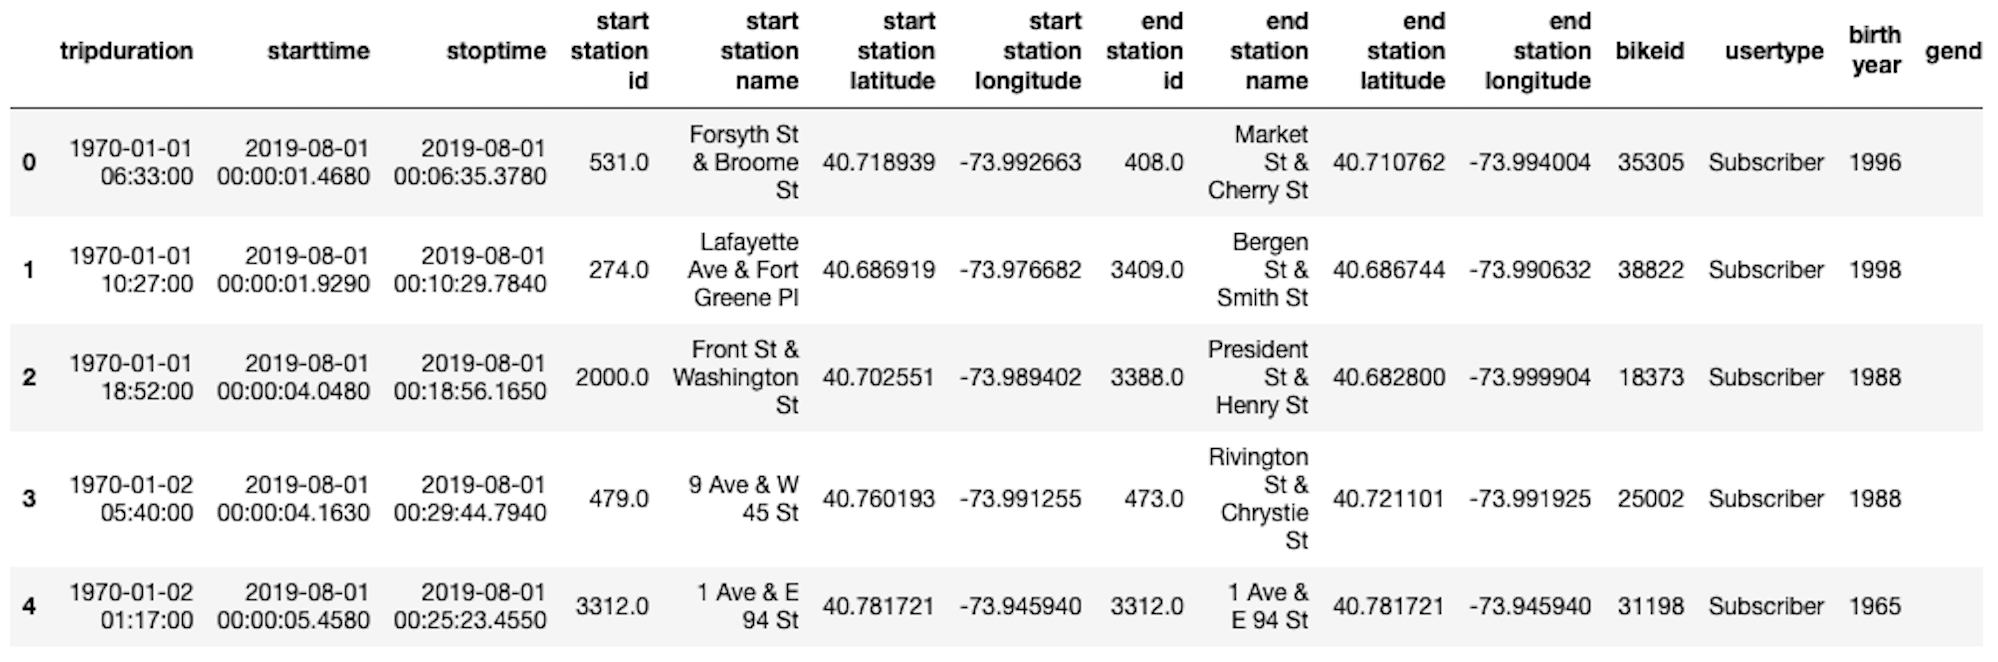 tripduration starttime stoptime start station id start station name start station latitude start station longitude end station id end station name end station latitude end station longitude bikeid usertype birth year gend
0 1970-01-01 06:33:00 2019-08-01 00:00:01.4680 2019-08-01 00:06:35.3780 531.0 Forsyth St & Broome St 40.718939 -73.992663 408.0 Market St & Cherry St 40.710762 -73.994004 35305 Subscriber 1996
1 1970-01-01 10:27:00 2019-08-01 00:00:01.9290 2019-08-01 00:10:29.7840 274.0 Lafayette Ave & Fort Greene Pl 40.686919 -73.976682 3409.0 Bergen St & Smith St 40.686744 -73.990632 38822 Subscriber 1998
2 1970-01-01 18:52:00 2019-08-01 00:00:04.0480 2019-08-01 00:18:56.1650 2000.0 Front St & Washington St 40.702551 -73.989402 3388.0 President St & Henry St 40.682800 -73.999904 18373 Subscriber 1988
3 1970-01-02 05:40:00 2019-08-01 00:00:04.1630 2019-08-01 00:29:44.7940 479.0 9 Ave & W 45 St 40.760193 -73.991255 473.0 Rivington St & Chrystie St 40.721101 -73.991925 25002 Subscriber 1988
4 1970-01-02 01:17:00 2019-08-01 00:00:05.4580 2019-08-01 00:25:23.4550 3312.0 1 Ave & E 94 St 40.781721 -73.945940 3312.0 1 Ave & E 94 St 40.781721 -73.945940 31198 Subscriber 1965